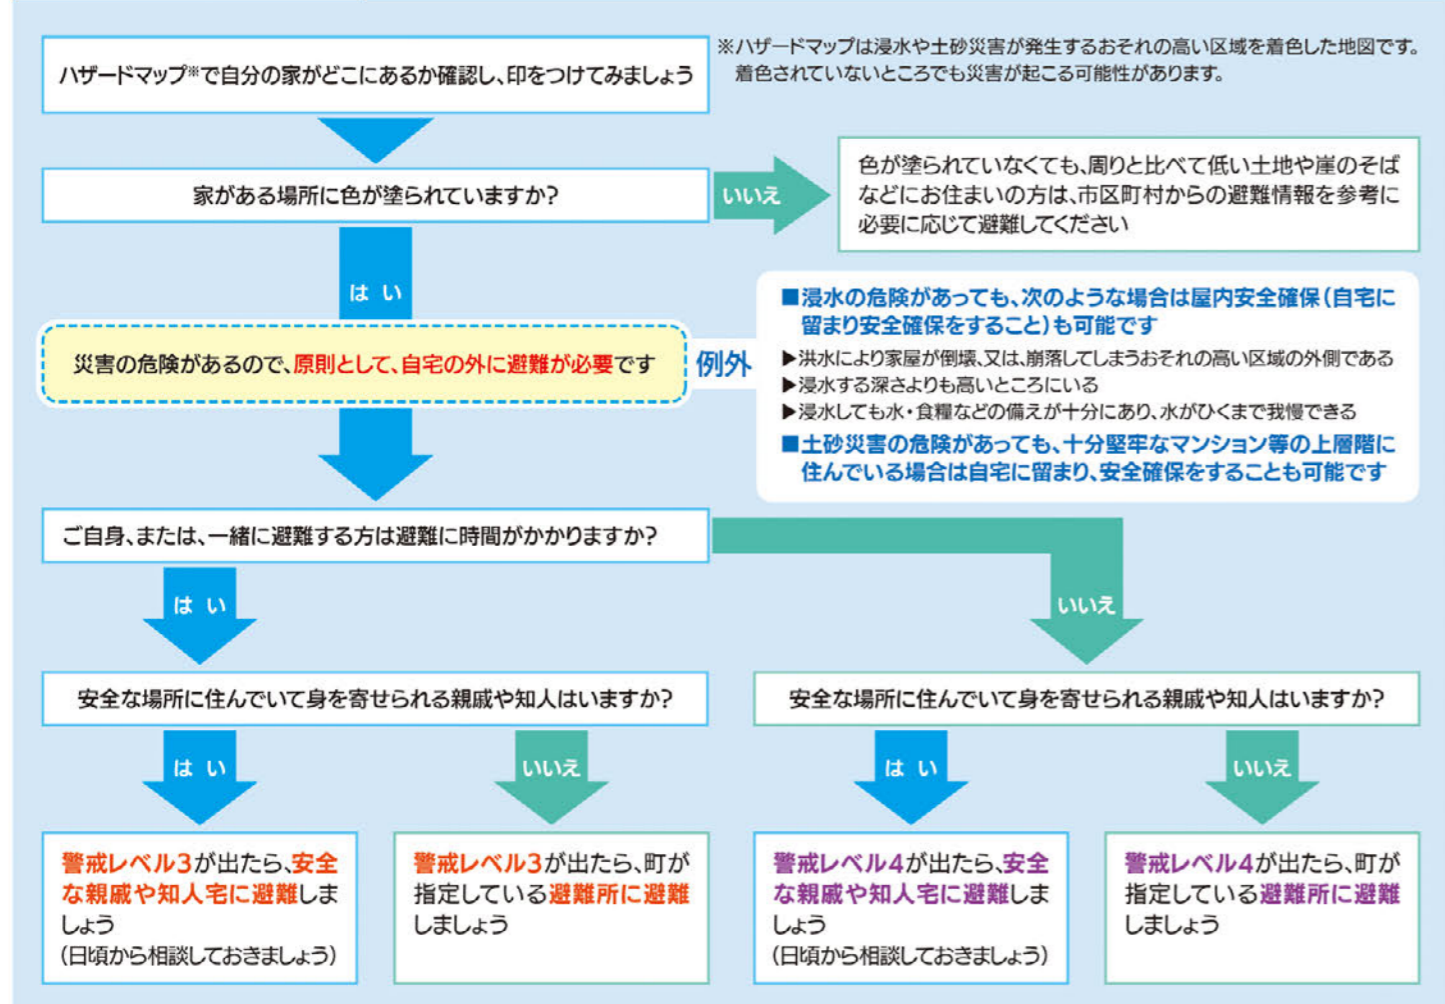 ハザードマップ※で自分の家がどこにあるか確認し、印をつけてみましょう
※ハザードマップは浸水や土砂災害が発生するおそれの高い区域を着色した地図です。
着色されていないところでも災害が起こる可能性があります。
家がある場所に色が塗られていますか?
いいえ
色が塗られていなくても、周りと比べて低い土地や崖のそば
などにお住まいの方は、市区町村からの避難情報を参考に
必要に応じて避難してください
はい
災害の危険があるので、原則として、自宅の外に避難が必要です
例外
■浸水の危険があっても、次のような場合は屋内安全確保(自宅に
留まり安全確保をすること)も可能です
▶洪水により家屋が倒壊、又は、崩落してしまうおそれの高い区域の外側である
▶浸水する深さよりも高いところにいる
▶浸水しても水・食糧などの備えが十分にあり、水がひくまで我慢できる
■土砂災害の危険があっても、十分堅牢なマンション等の上層階に
住んでいる場合は自宅に留まり、安全確保をすることも可能です
ご自身、または、一緒に避難する方は避難に時間がかかりますか?
はい
いいえ
安全な場所に住んでいて身を寄せられる親戚や知人はいますか?
安全な場所に住んでいて身を寄せられる親戚や知人はいますか?
はい
いいえ
はい
いいえ
警戒レベル3が出たら、安全
な親戚や知人宅に避難しま
しょう
(日頃から相談しておきましょう)
警戒レベル3が出たら、町が
指定している避難所に避難
しましょう
警戒レベル4が出たら、安全
な親戚や知人宅に避難しま
しょう
(日頃から相談しておきましょう)
警戒レベル4が出たら、町が
指定している避難所に避難
しましょう